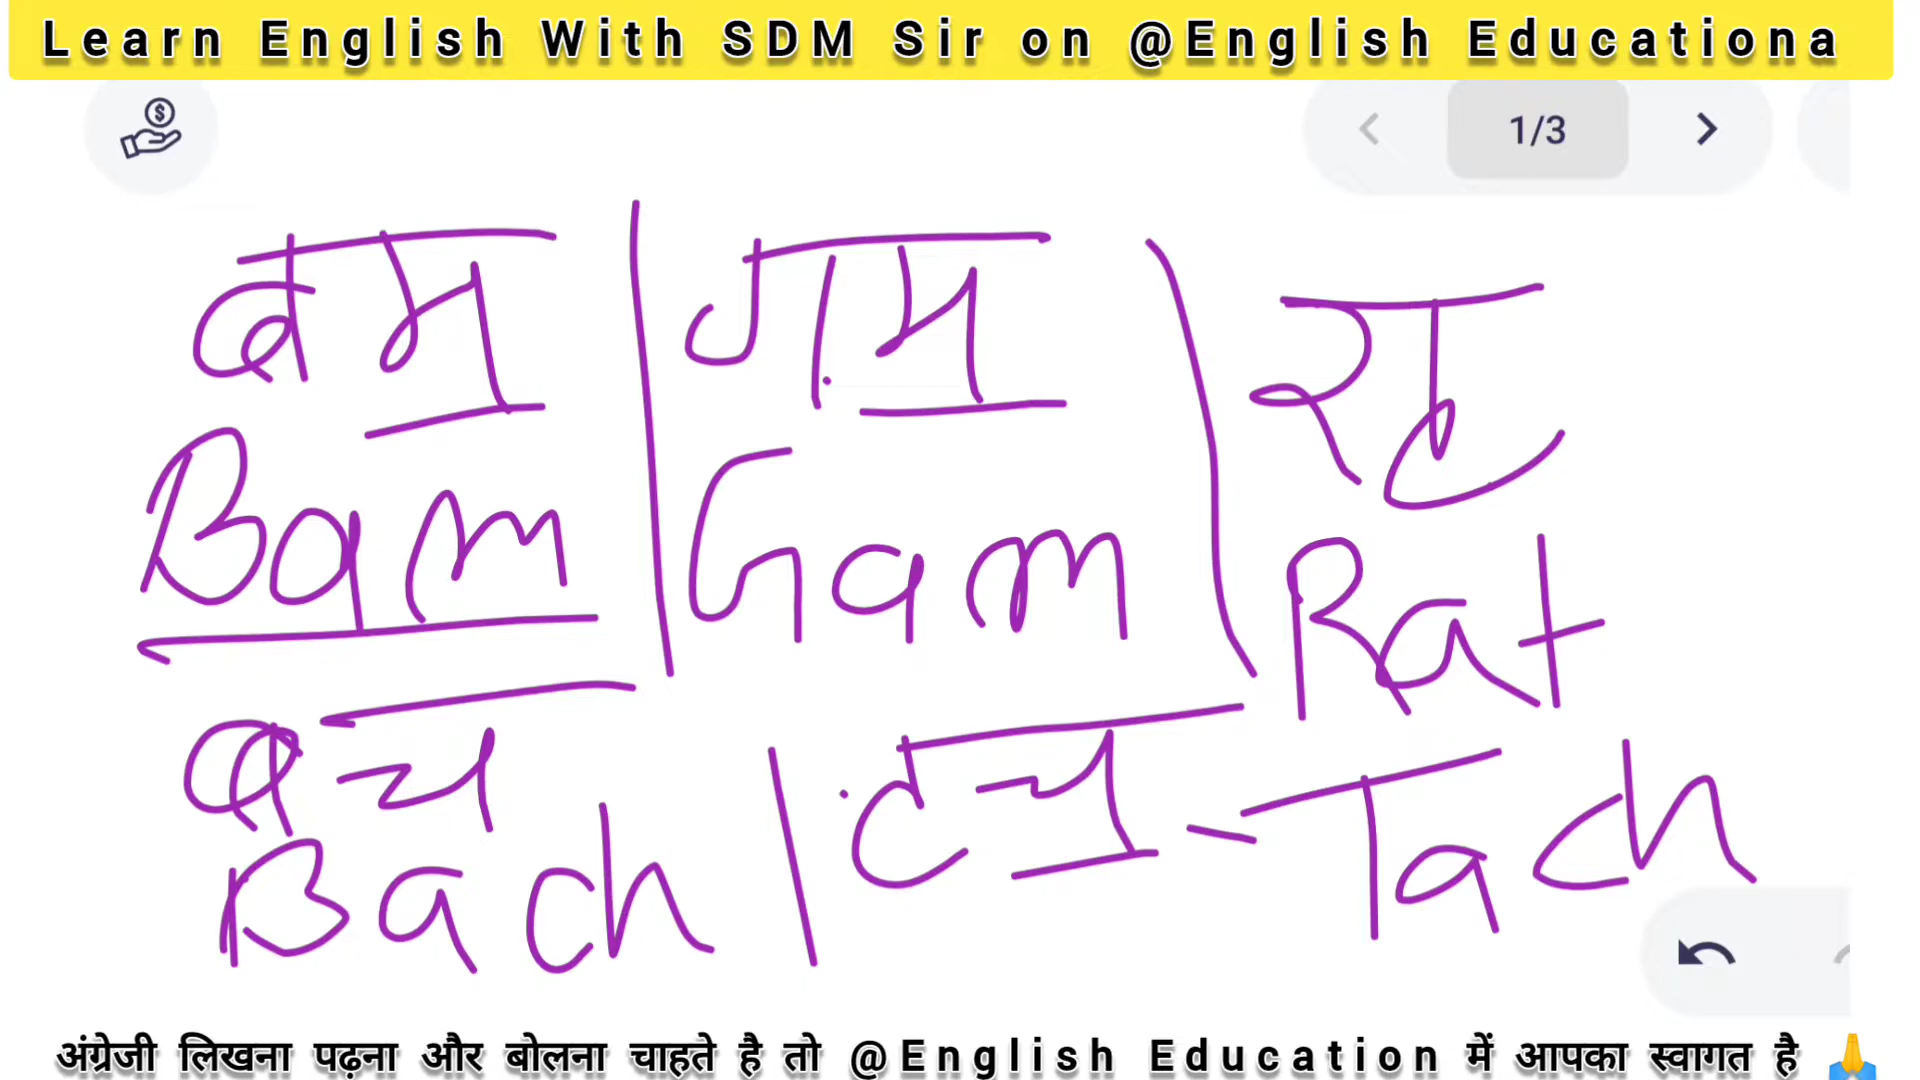 Learn English With SDM Sir on @English Educationa
1/3
बम गम रट
Bam Gam Rat
बच टच - Tach
Bach
अंग्रेजी लिखना पढ़ना और बोलना चाहते है तो @English Education में आपका स्वागत है 🙏